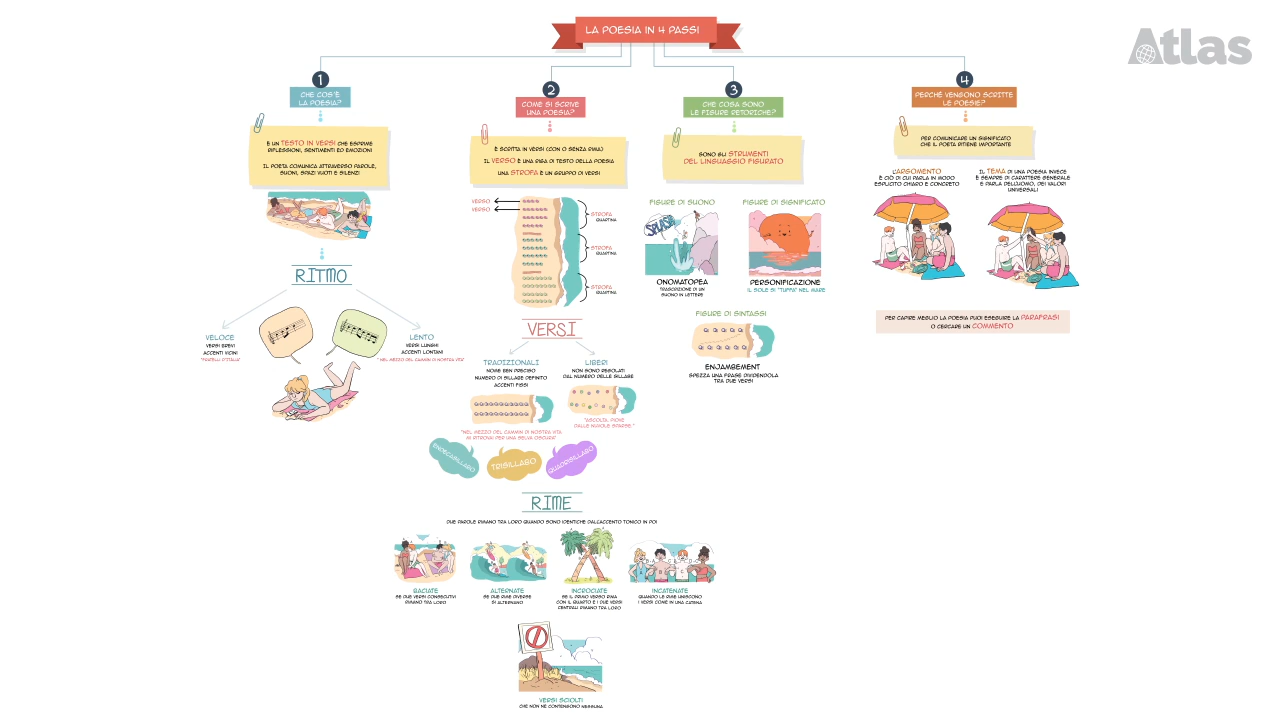 LA POESIA IN 4 PASSI
Atlas
1
CHE COS'È
LA POESIA?
È UN TESTO IN VERSI CHE ESPRIME
RIFLESSIONI, SENTIMENTI ED EMOZIONI
IL POETA COMUNICA ATTRAVERSO PAROLE,
SUONI, SPAZI VUOTI E SILENZI
RITMO
VELOCE
VERSI BREVI
ACCENTI VICINI
"FRATELLI D'ITALIA"
LENTO
VERSI LUNGHI
ACCENTI LONTANI
"NEL MEZZO DEL CAMMIN DI NOSTRA VITA"
2
COME SI SCRIVE
UNA POESIA?
È SCRITTA IN VERSI (CON O SENZA RIMA)
IL VERSO È UNA RIGA DI TESTO DELLA POESIA
UNA STROFA È UN GRUPPO DI VERSI
VERSO
VERSO
STROFA
QUARTINA
STROFA
QUARTINA
STROFA
QUARTINA
VERSI
TRADIZIONALI
NOME BEN PRECISO
NUMERO DI SILLABE DEFINITO
ACCENTI FISSI
"NEL MEZZO DEL CAMMIN DI NOSTRA VITA
MI RITROVAI PER UNA SELVA OSCURA"
LIBERI
NON SONO REGOLATI
DAL NUMERO DELLE SILLABE
"ASCOLTA. PIOVE
DALLE NUVOLE SPARSE."
ENDECASILLABO
TRISILLABO
QUADRISILLABO
RIME
DUE PAROLE RIMANO TRA LORO QUANDO SONO IDENTICHE DALL'ACCENTO TONICO IN POI
BACIATE
SE DUE VERSI CONSECUTIVI
RIMANO TRA LORO
ALTERNATE
SE DUE RIME DIVERSE
SI ALTERNANO
INCROCIATE
SE IL PRIMO VERSO RIMA
CON IL QUARTO E I DUE VERSI
CENTRALI RIMANO TRA LORO
INCATENATE
QUANDO LE RIME UNISCONO
I VERSI COME IN UNA CATENA
VERSI SCIOLTI
CHE NON NE CONTENGONO NESSUNA
3
CHE COSA SONO
LE FIGURE RETORICHE?
SONO GLI STRUMENTI
DEL LINGUAGGIO FIGURATO
FIGURE DI SUONO
SPLASH
ONOMATOPEA
TRASCRIZIONE DI UN
SUONO IN LETTERE
FIGURE DI SIGNIFICATO
PERSONIFICAZIONE
IL SOLE SI "TUFFA" NEL MARE
FIGURE DI SINTASSI
ENJAMBEMENT
SPEZZA UNA FRASE DIVIDENDOLA
TRA DUE VERSI
4
PERCHÉ VENGONO SCRITTE
LE POESIE?
PER COMUNICARE UN SIGNIFICATO
CHE IL POETA RITIENE IMPORTANTE
L'ARGOMENTO
È CIÒ DI CUI PARLA IN MODO
ESPLICITO CHIARO E CONCRETO
IL TEMA DI UNA POESIA INVECE
È SEMPRE DI CARATTERE GENERALE
E PARLA DELL'UOMO, DEI VALORI
UNIVERSALI
PER CAPIRE MEGLIO LA POESIA PUOI ESEGUIRE LA PARAFRASI
O CERCARE UN COMMENTO